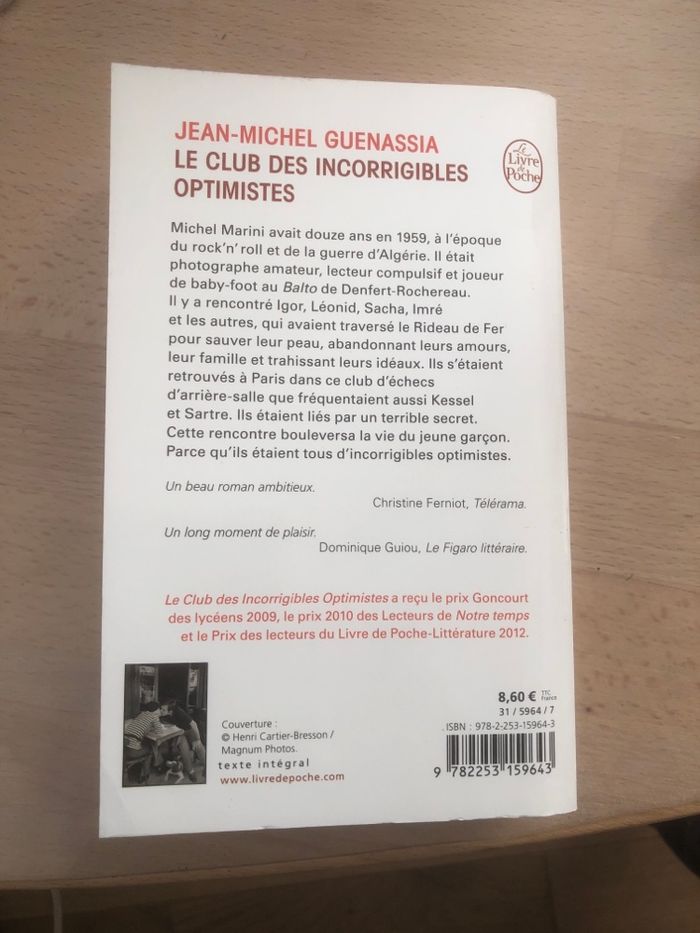 JEAN-MICHEL GUENASSIA
LE CLUB DES INCORRIGIBLES
OPTIMISTES
Le
Livre
de
Poche
Michel Marini avait douze ans en 1959, à l'époque
du rock'n' roll et de la guerre d'Algérie. Il était
photographe amateur, lecteur compulsif et joueur
de baby-foot au Balto de Denfert-Rochereau.
Il y a rencontré Igor, Léonid, Sacha, Imré
et les autres, qui avaient traversé le Rideau de Fer
pour sauver leur peau, abandonnant leurs amours,
leur famille et trahissant leurs idéaux. Ils s'étaient
retrouvés à Paris dans ce club d'échecs
d'arrière-salle que fréquentaient aussi Kessel
et Sartre. Ils étaient liés par un terrible secret.
Cette rencontre bouleversa la vie du jeune garçon.
Parce qu'ils étaient tous d'incorrigibles optimistes.
Un beau roman ambitieux.
Christine Ferniot, Télérama.
Un long moment de plaisir.
Dominique Guiou, Le Figaro littéraire.
Le Club des Incorrigibles Optimistes a reçu le prix Goncourt
des lycéens 2009, le prix 2010 des Lecteurs de Notre temps
et le Prix des lecteurs du Livre de Poche-Littérature 2012.
Couverture :
© Henri Cartier-Bresson /
Magnum Photos.
texte intégral
www.livredepoche.com
8,60 € TTC France
31 / 5964 / 7
ISBN : 978-2-253-15964-3
9 782253 159643